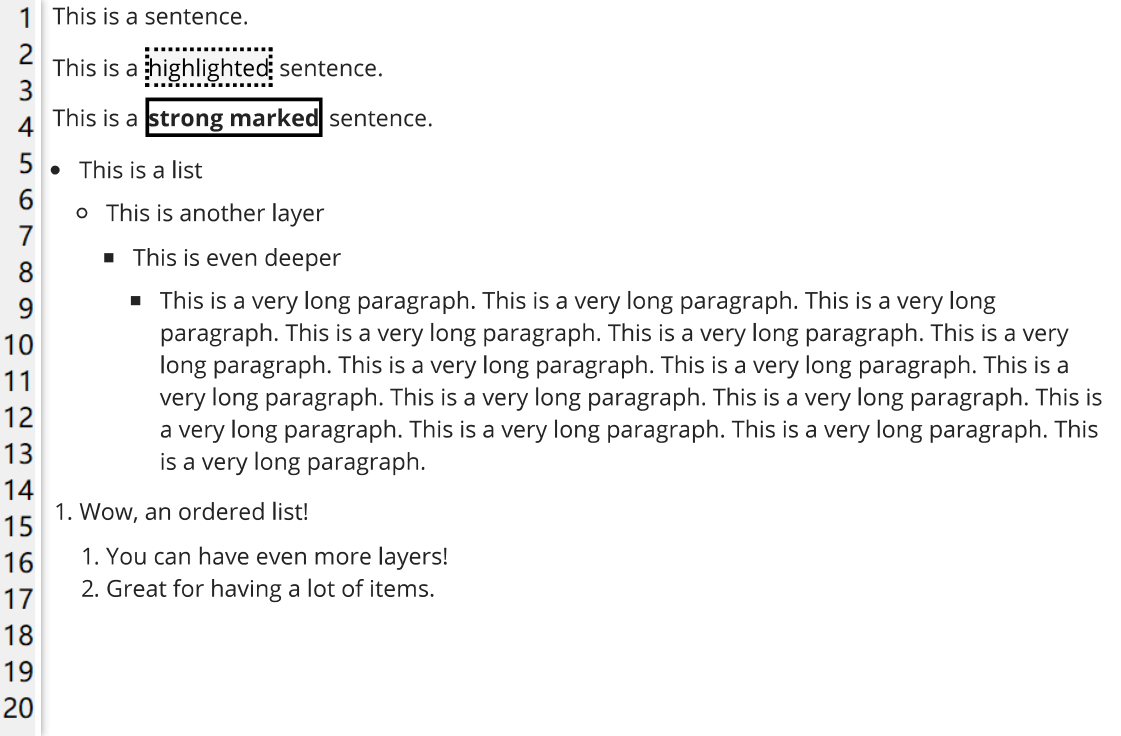 1
2
3
4
5
6
7
8
9
10
11
12
13
14
15
16
17
18
19
20
This is a sentence.
This is a highlighted sentence.
This is a strong marked sentence.
• This is a list
○ This is another layer
■ This is even deeper
■ This is a very long paragraph. This is a very long paragraph. This is a very long
paragraph. This is a very long paragraph. This is a very long paragraph. This is a very
long paragraph. This is a very long paragraph. This is a very long paragraph. This is a
very long paragraph. This is a very long paragraph. This is a very long paragraph. This is
a very long paragraph. This is a very long paragraph. This is a very long paragraph. This
is a very long paragraph.
1. Wow, an ordered list!
1. You can have even more layers!
2. Great for having a lot of items.